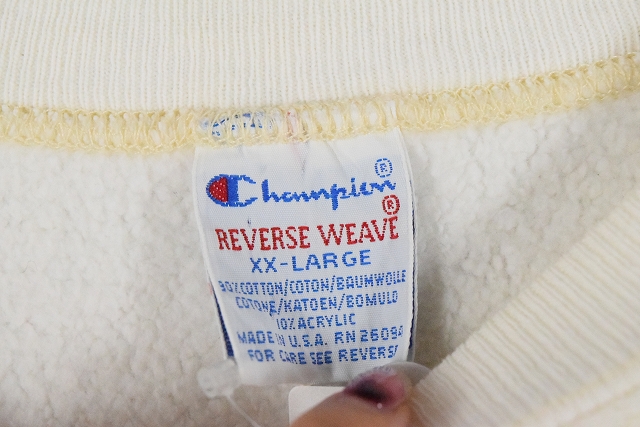 Champion®
REVERSE WEAVE®
XX-LARGE
90% COTTON/COTON/BAUMWOLLE
COTONE/KATOEN/BOMULD
10% ACRYLIC
MADE IN U.S.A. RN 26094
FOR CARE SEE REVERSE